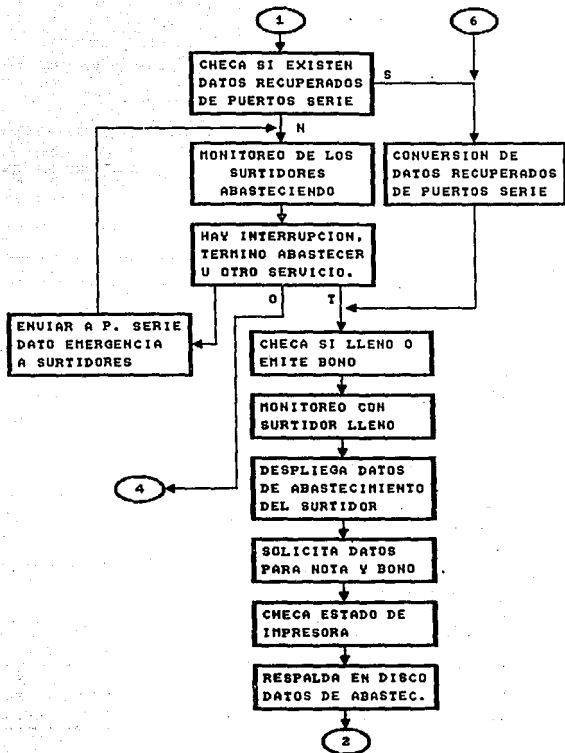 1
6
CHECA SI EXISTEN
DATOS RECUPERADOS
DE PUERTOS SERIE
S
N
MONITOREO DE LOS
SURTIDORES
ABASTECIENDO
CONVERSION DE
DATOS RECUPERADOS
DE PUERTOS SERIE
HAY INTERRUPCION,
TERMINO ABASTECER
U OTRO SERVICIO.
O
T
ENVIAR A P. SERIE
DATO EMERGENCIA
A SURTIDORES
CHECA SI LLENO O
EMITE BONO
MONITOREO CON
SURTIDOR LLENO
4
DESPLIEGA DATOS
DE ABASTECIMIENTO
DEL SURTIDOR
SOLICITA DATOS
PARA NOTA Y BONO
CHECA ESTADO DE
IMPRESORA
RESPALDA EN DISCO
DATOS DE ABASTEC.
2